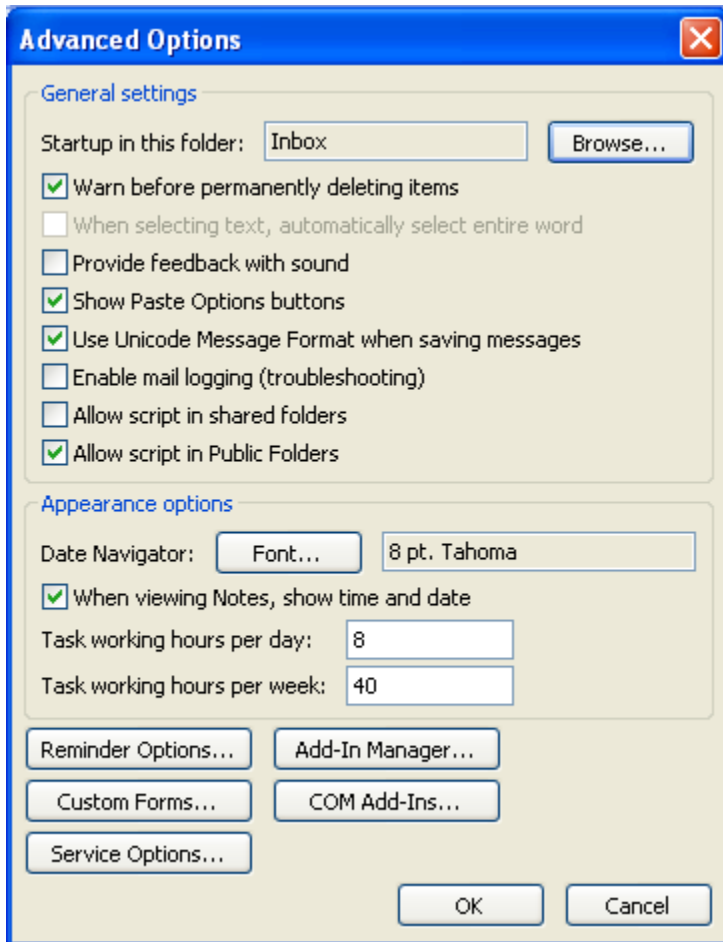 Advanced Options
General settings
Startup in this folder: Inbox Browse...
Warn before permanently deleting items
When selecting text, automatically select entire word
Provide feedback with sound
Show Paste Options buttons
Use Unicode Message Format when saving messages
Enable mail logging (troubleshooting)
Allow script in shared folders
Allow script in Public Folders
Appearance options
Date Navigator: Font... 8 pt. Tahoma
When viewing Notes, show time and date
Task working hours per day: 8
Task working hours per week: 40
Reminder Options... Add-In Manager...
Custom Forms... COM Add-Ins...
Service Options...
OK Cancel